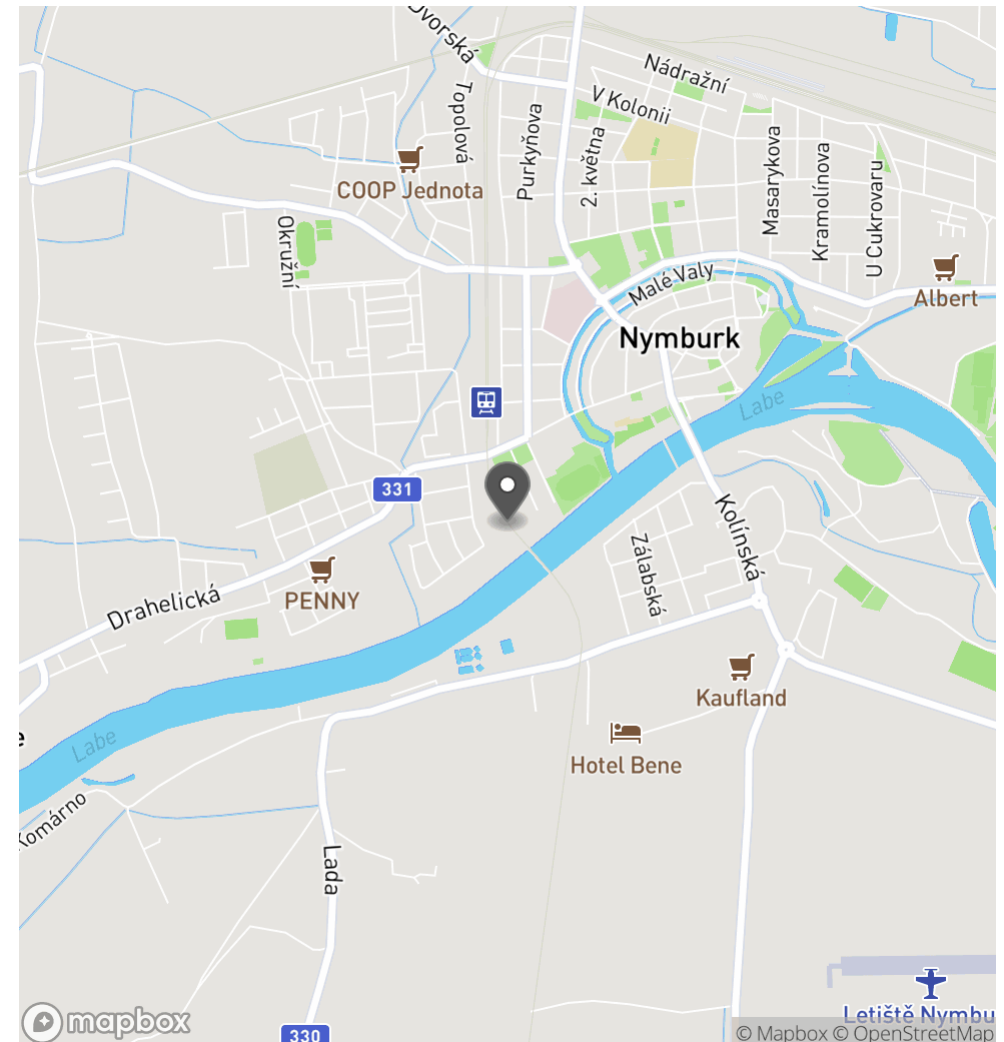 Dvorská
Nádražní
Topolová
V Kolonii
Purkyňova
2. května
Masarykova
Kramolínova
U Cukrovaru
COOP Jednota
Okružní
Malé Valy
Albert
Nymburk
Labe
331
Kolínská
Zálabská
PENNY
Drahelická
Kaufland
Labe
Hotel Bene
Komárno
Lada
Letiště Nymbu
mapbox
330
© Mapbox © OpenStreetMap